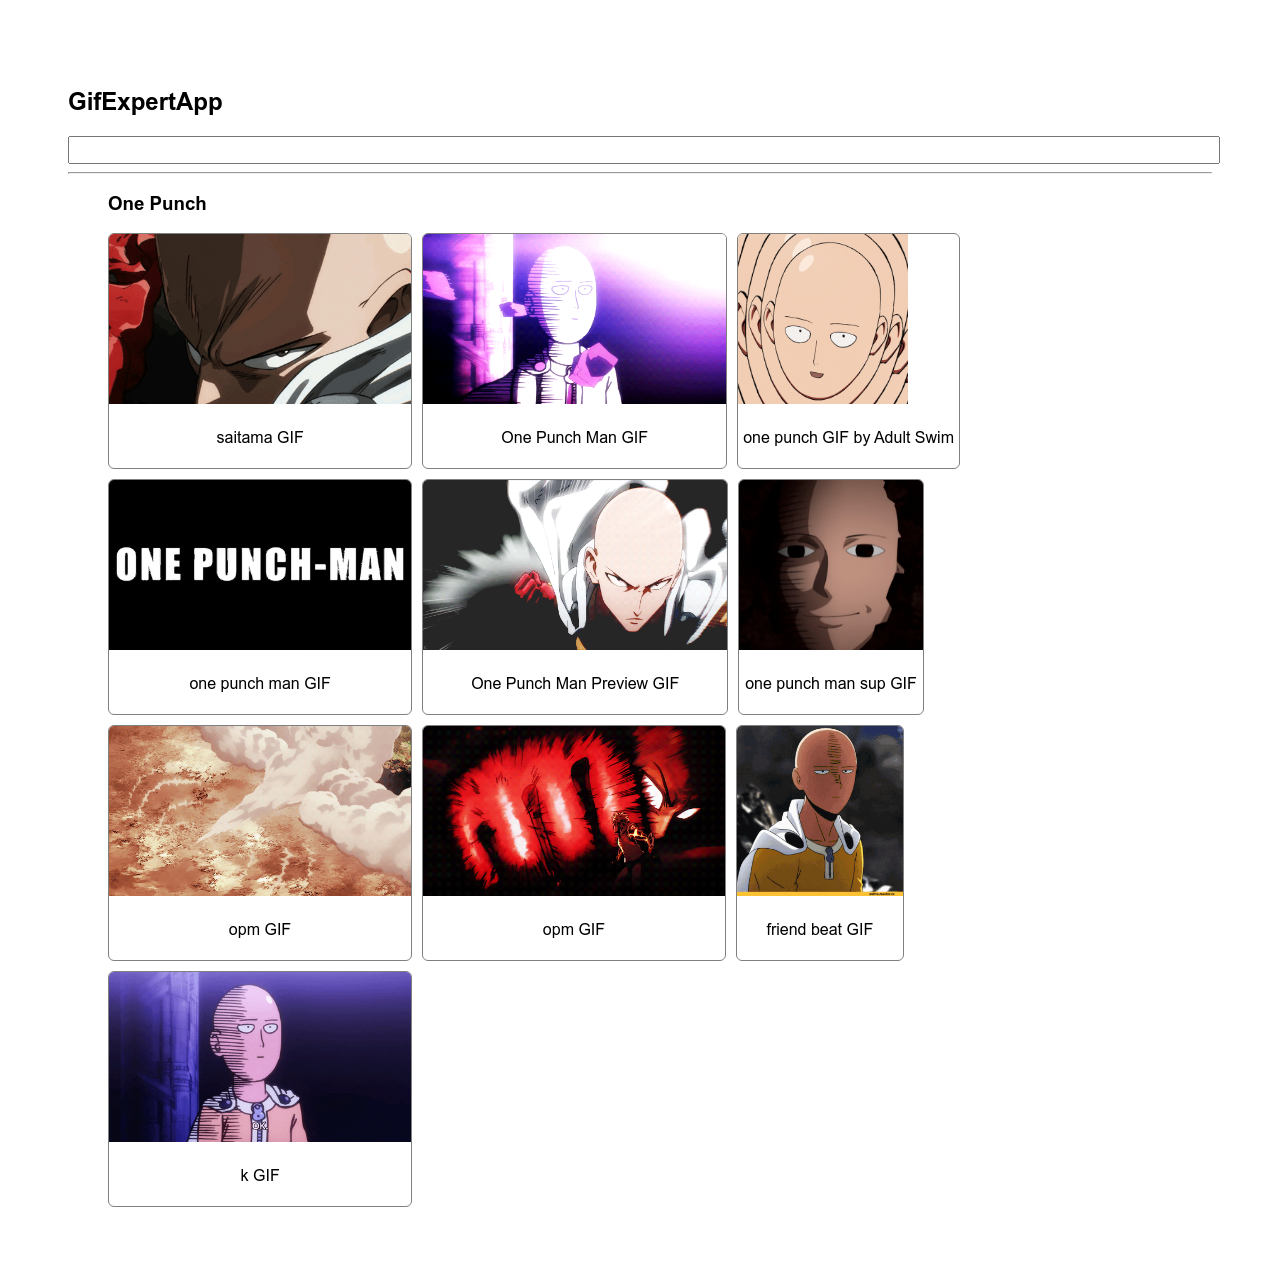 GifExpertApp
One Punch
saitama GIF
One Punch Man GIF
one punch GIF by Adult Swim
ONE PUNCH-MAN
one punch man GIF
One Punch Man Preview GIF
one punch man sup GIF
opm GIF
opm GIF
friend beat GIF
OK.
k GIF